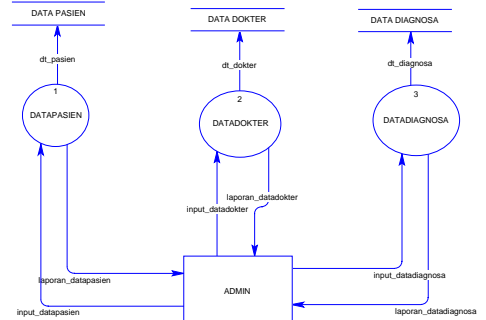 DATA PASIEN
DATA DOKTER
DATA DIAGNOSA
dt_pasien
dt_dokter
dt_diagnosa
1
DATAPASIEN
2
DATADOKTER
3
DATADIAGNOSA
laporan_datadokter
input_datadokter
laporan_datapasien
input_datadiagnosa
ADMIN
input_datapasien
laporan_datadiagnosa